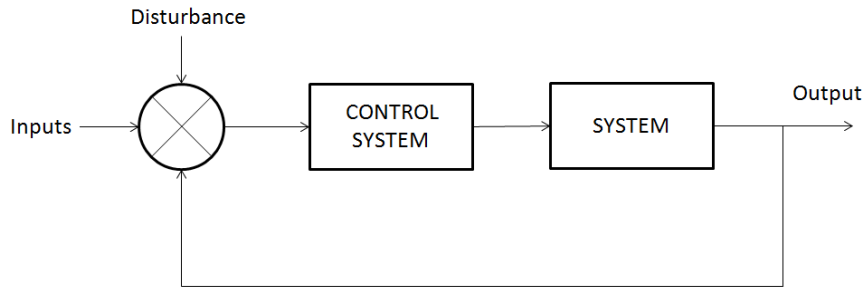 Disturbance
Inputs
CONTROL
SYSTEM
SYSTEM
Output